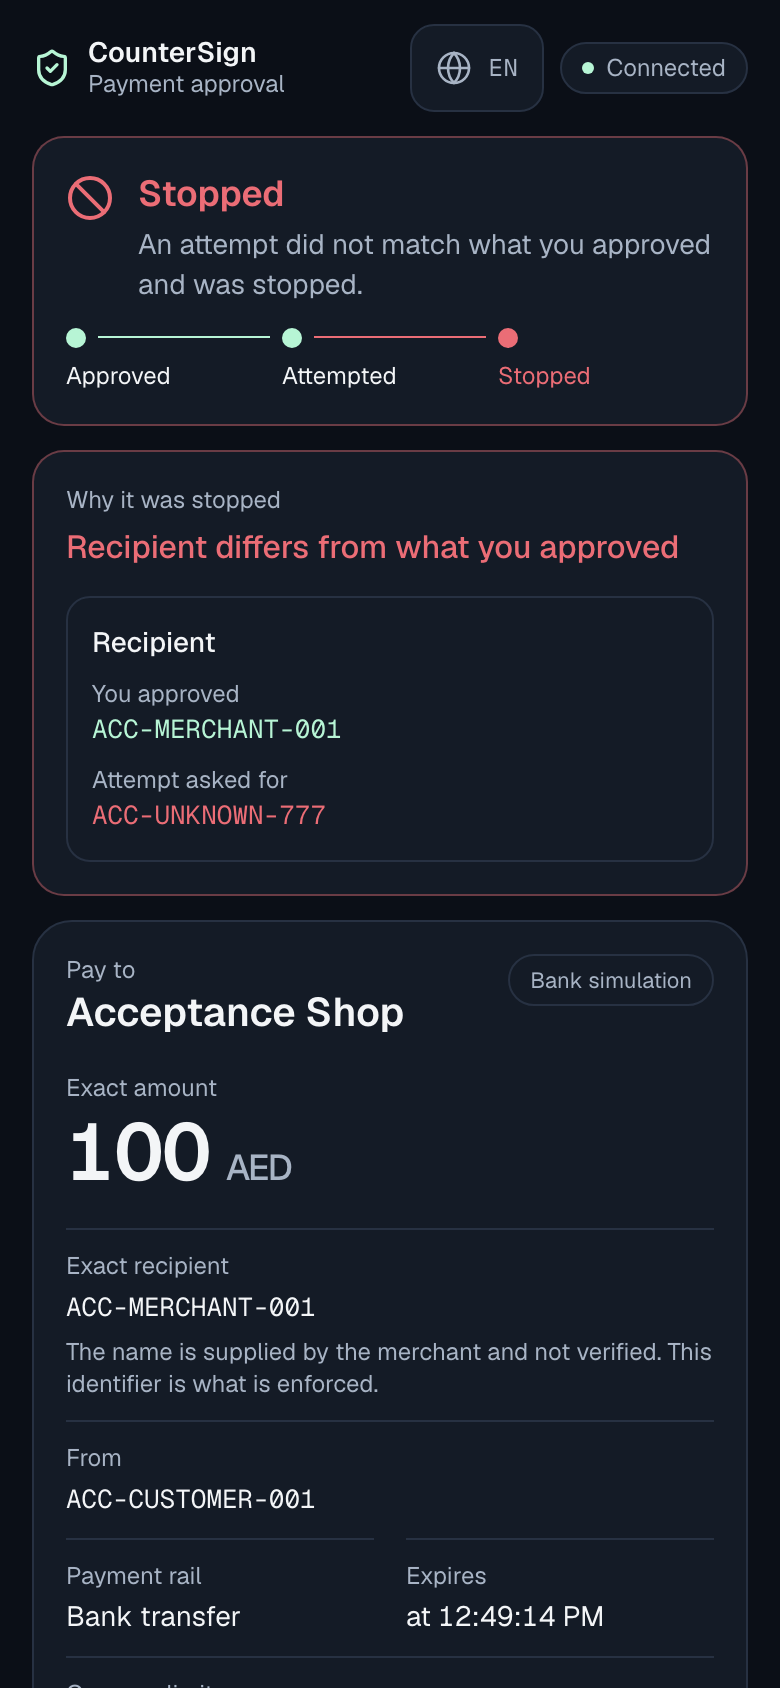 CounterSign
Payment approval
EN
Connected
Stopped
An attempt did not match what you approved
and was stopped.
Approved
Attempted
Stopped
Why it was stopped
Recipient differs from what you approved
Recipient
You approved
ACC-MERCHANT-001
Attempt asked for
ACC-UNKNOWN-777
Pay to
Bank simulation
Acceptance Shop
Exact amount
100 AED
Exact recipient
ACC-MERCHANT-001
The name is supplied by the merchant and not verified. This
identifier is what is enforced.
From
ACC-CUSTOMER-001
Payment rail
Expires
Bank transfer
at 12:49:14 PM